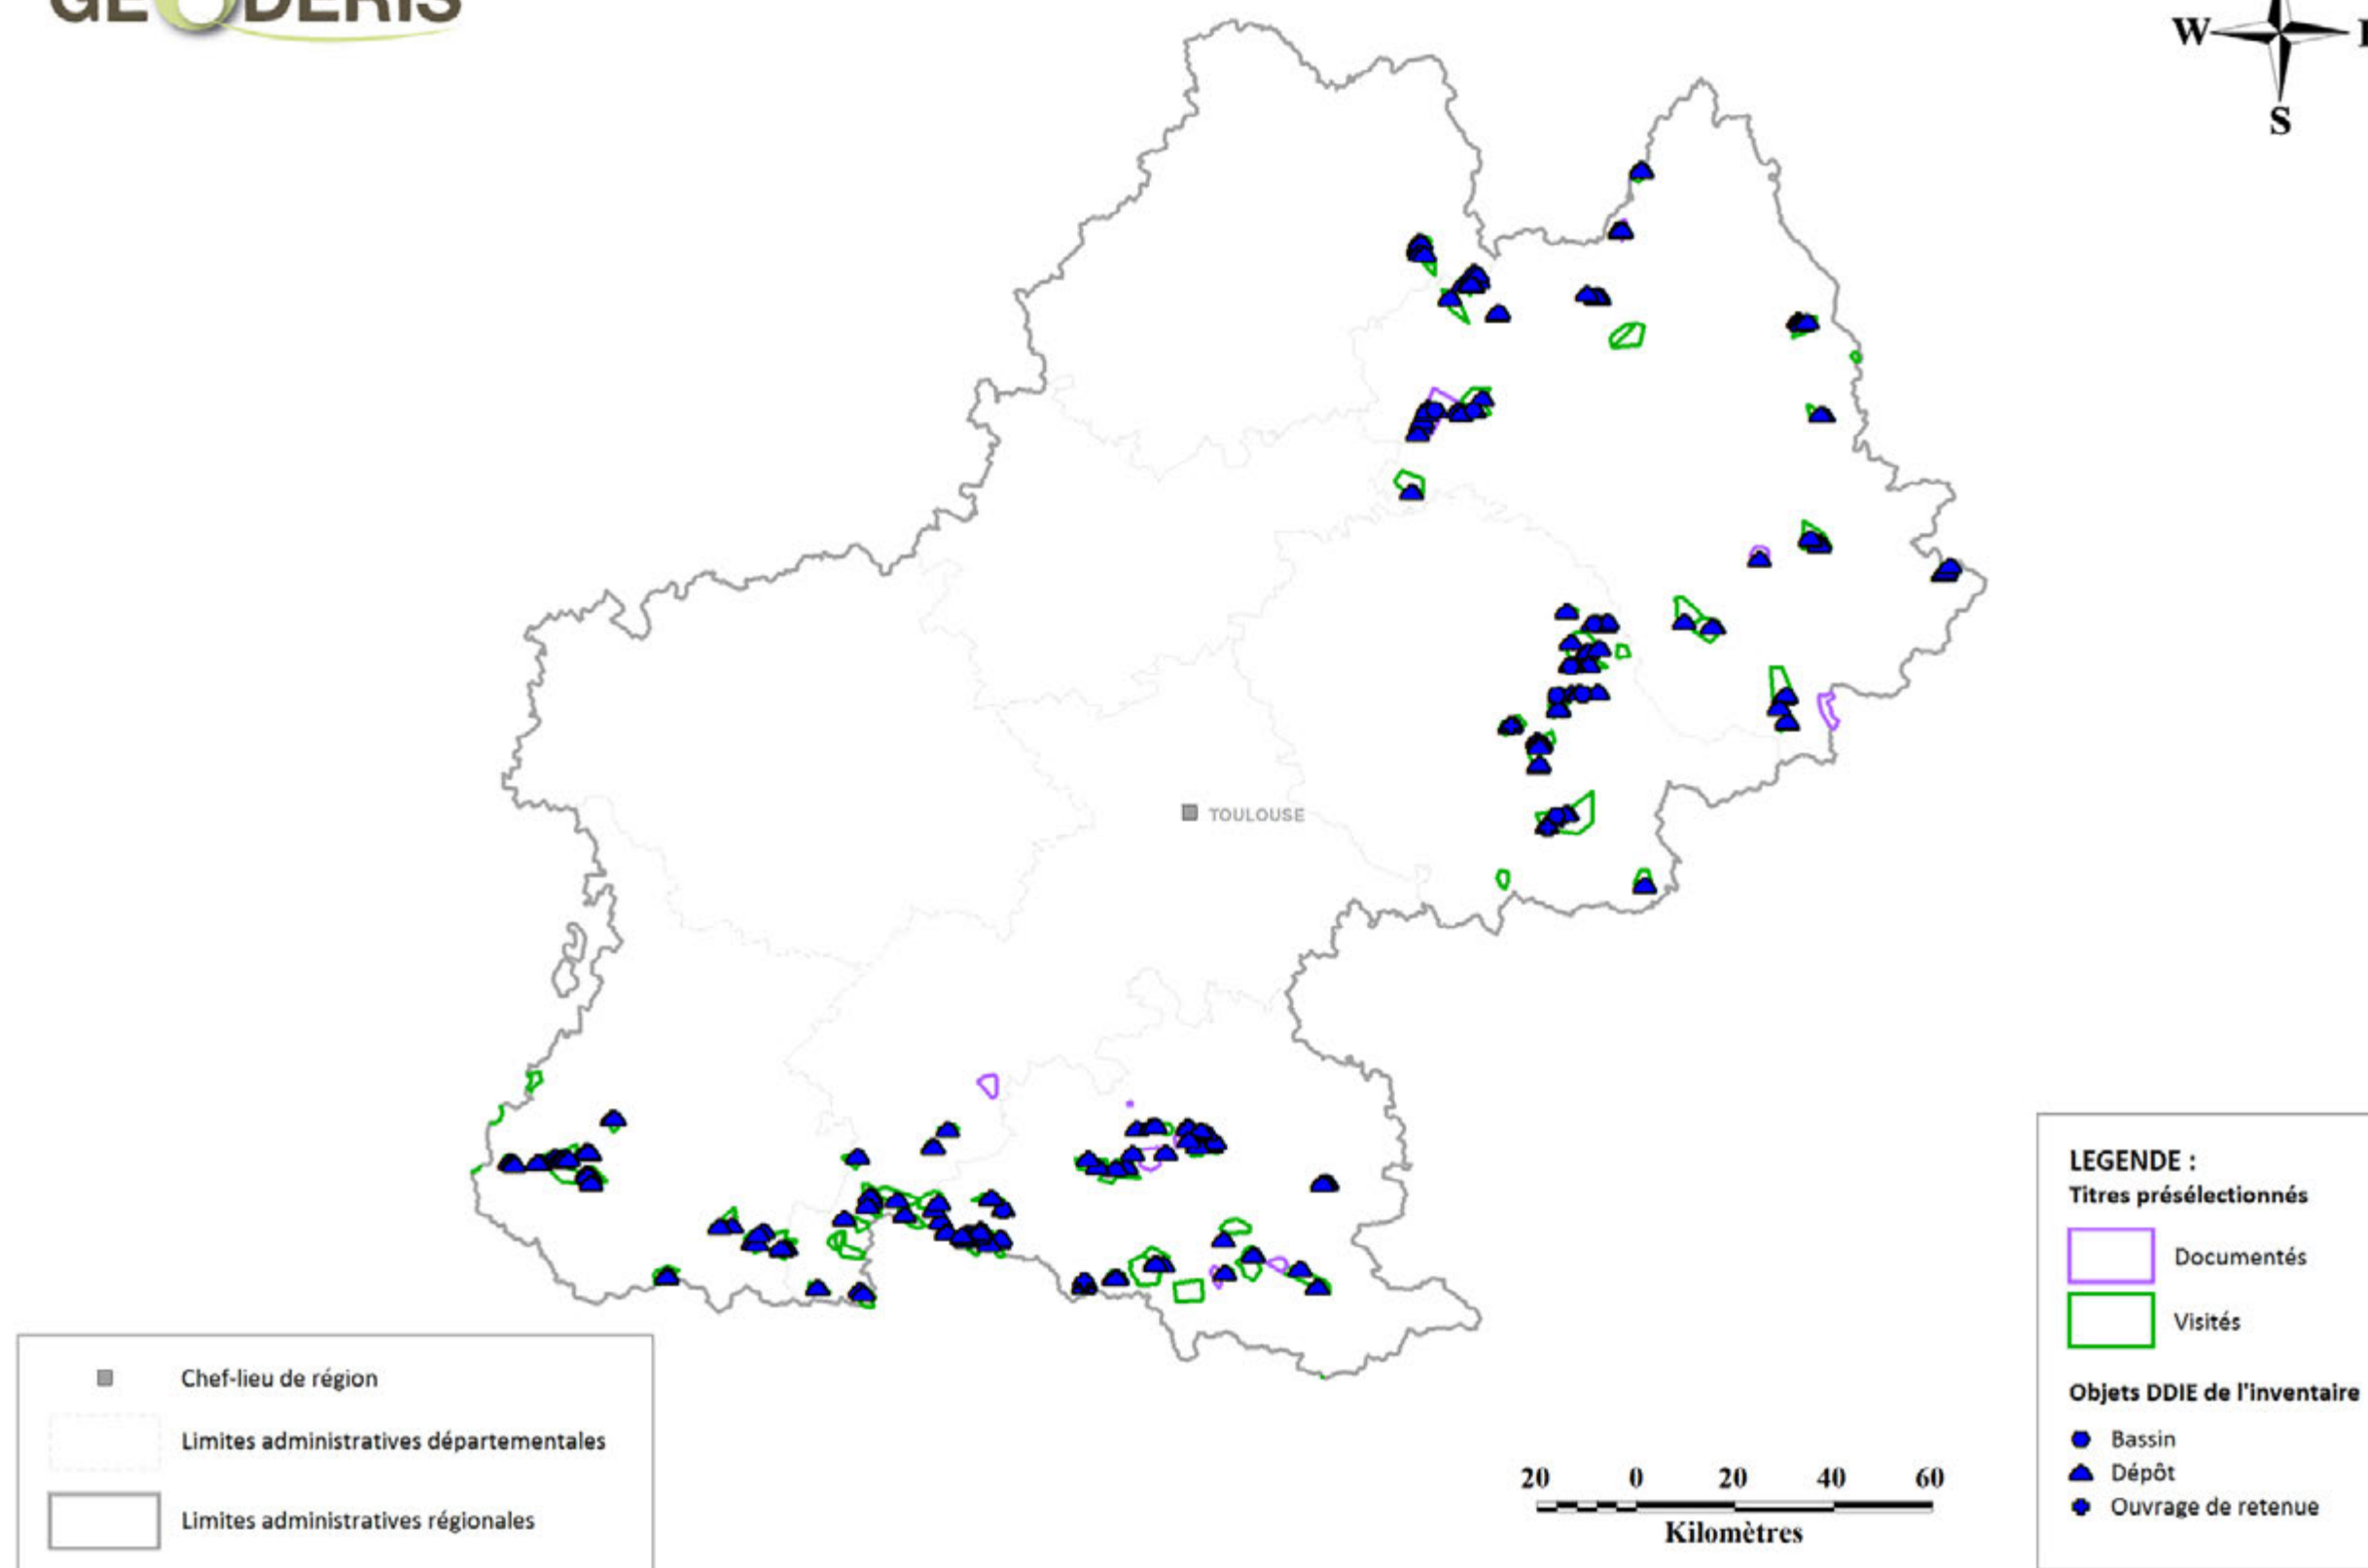 GEODERIS
W
S
TOULOUSE
LEGENDE :
Titres présélectionnés
Documentés
Visités
Objets DDIE de l'inventaire
Bassin
Dépôt
Ouvrage de retenue
Chef-lieu de région
Limites administratives départementales
Limites administratives régionales
20 0 20 40 60
Kilomètres